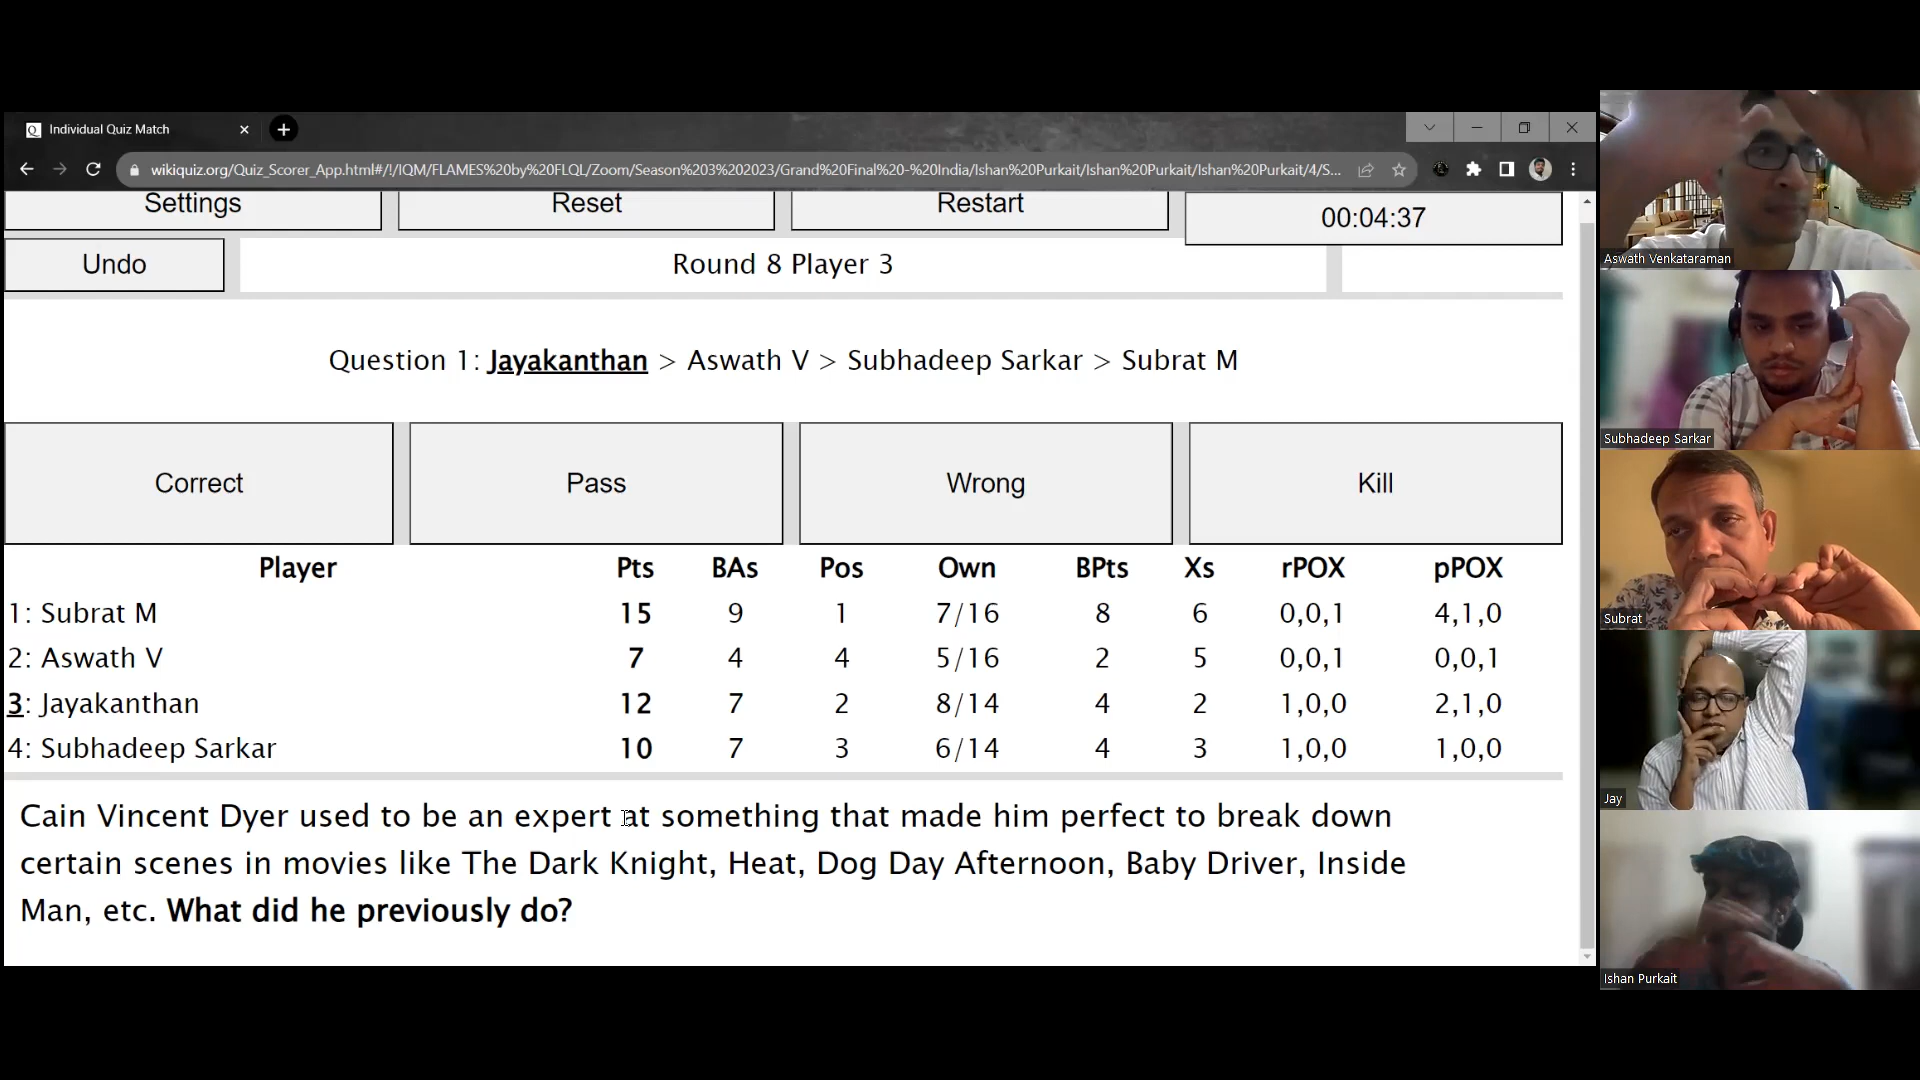 Individual Quiz Match
wikiquiz.org/Quiz_Scorer_App.html#/!/IQM/FLAMES%20by%20FLQL/Zoom/Season%203%202023/Grand%20Final%20-%20India/Ishan%20Purkait/Ishan%20Purkait/Ishan%20Purkait/4/S...
Settings Reset Restart 00:04:37
Undo Round 8 Player 3
Question 1: Jayakanthan > Aswath V > Subhadeep Sarkar > Subrat M
Correct Pass Wrong Kill
Player Pts BAs Pos Own BPts Xs rPOX pPOX
1: Subrat M 15 9 1 7/16 8 6 0,0,1 4,1,0
2: Aswath V 7 4 4 5/16 2 5 0,0,1 0,0,1
3: Jayakanthan 12 7 2 8/14 4 2 1,0,0 2,1,0
4: Subhadeep Sarkar 10 7 3 6/14 4 3 1,0,0 1,0,0
Cain Vincent Dyer used to be an expert at something that made him perfect to break down
certain scenes in movies like The Dark Knight, Heat, Dog Day Afternoon, Baby Driver, Inside
Man, etc. What did he previously do?
Aswath Venkataraman
Subhadeep Sarkar
Subrat
Jay
Ishan Purkait